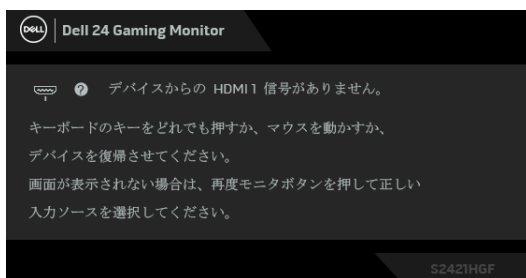 DELL Dell 24 Gaming Monitor
デバイスからの HDMI 1 信号がありません。
キーボードのキーをどれでも押すか、マウスを動かすか、
デバイスを復帰させてください。
画面が表示されない場合は、再度モニタボタンを押して正しい
入力ソースを選択してください。
S2421HGF